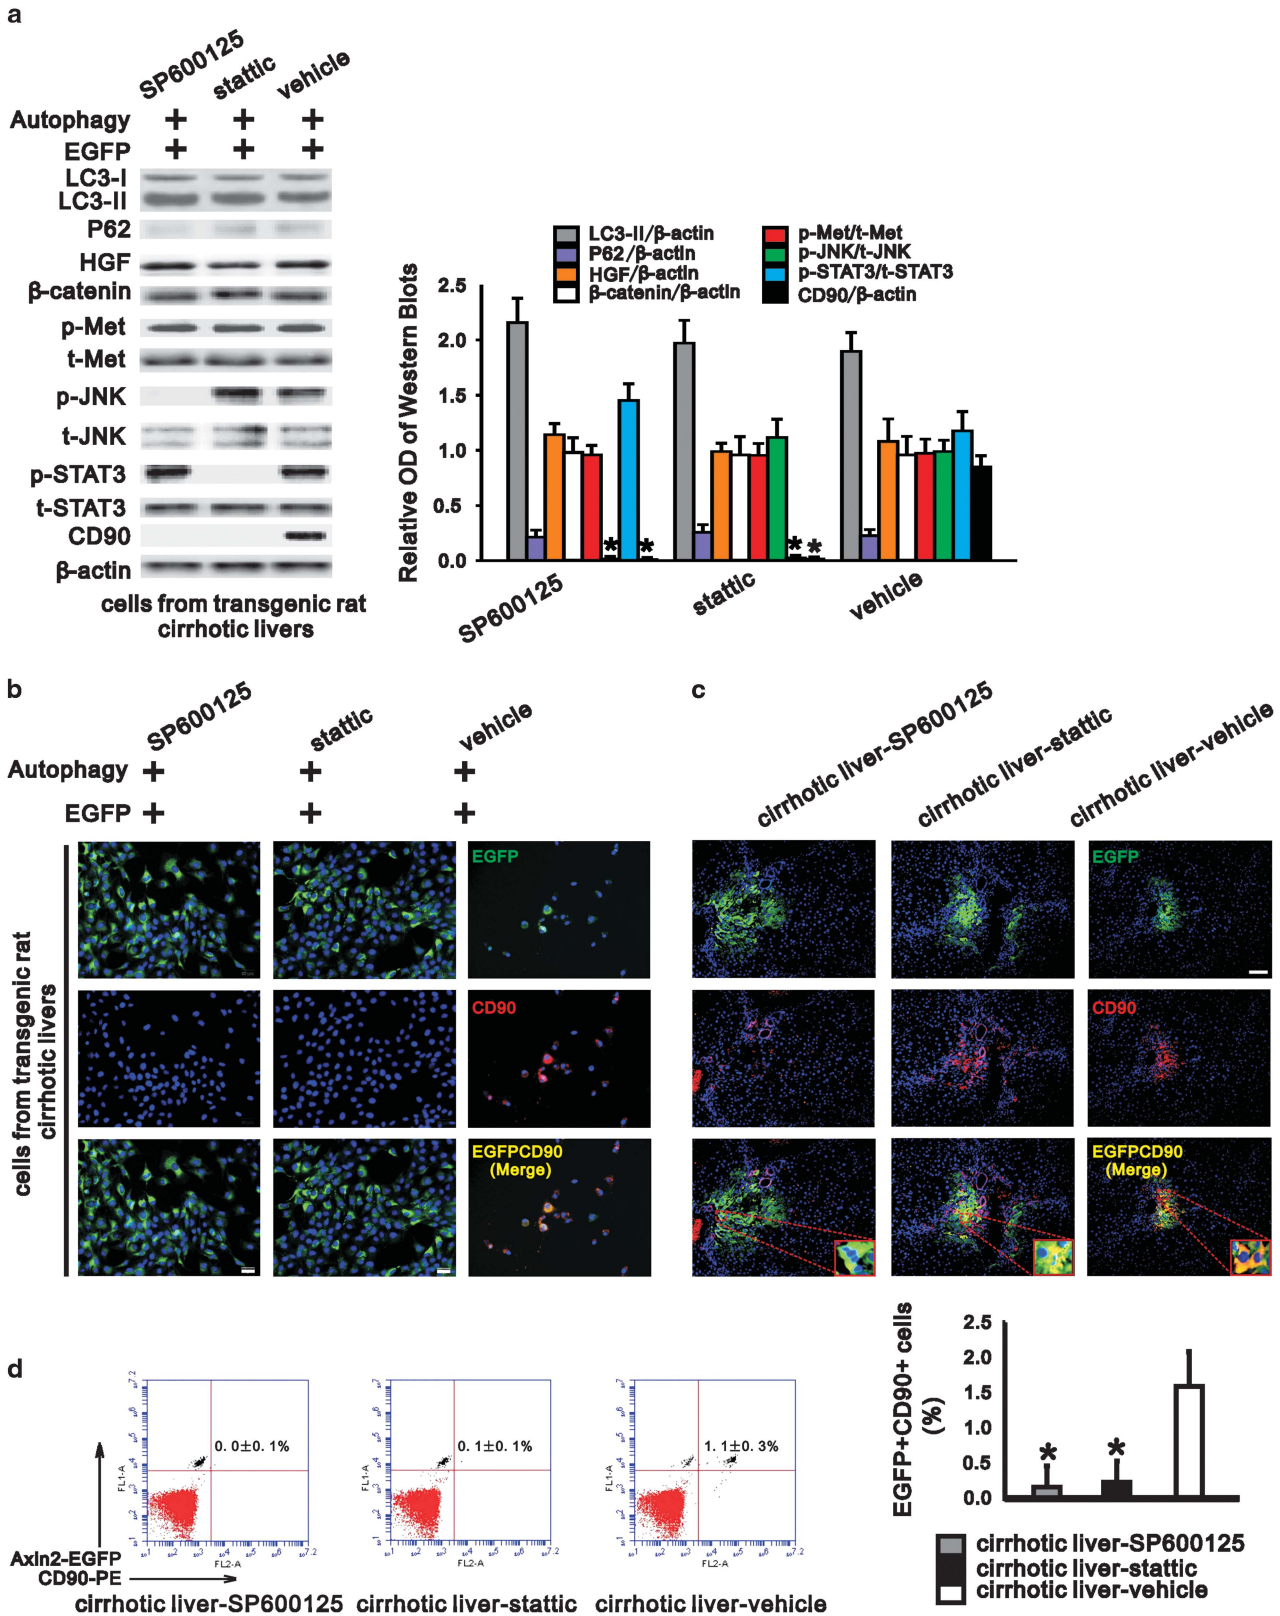 a
SP600125
stattic
vehicle
Autophagy + + +
EGFP + + +
LC3-I
LC3-II
P62
HGF
β-catenin
p-Met
t-Met
p-JNK
t-JNK
p-STAT3
t-STAT3
CD90
β-actin
cells from transgenic rat
cirrhotic livers
LC3-II/β-actin
P62/β-actin
HGF/β-actin
β-catenin/β-actin
p-Met/t-Met
p-JNK/t-JNK
p-STAT3/t-STAT3
CD90/β-actin
Relative OD of Western Blots
2.5
2.0
1.5
1.0
0.5
0.0
* *
* *
SP600125
stattic
vehicle
b
SP600125
stattic
vehicle
Autophagy + + +
EGFP + + +
cells from transgenic rat
cirrhotic livers
EGFP
CD90
EGFPCD90
(Merge)
c
cirrhotic liver-SP600125
cirrhotic liver-stattic
cirrhotic liver-vehicle
EGFP
CD90
EGFPCD90
(Merge)
EGFP+CD90+ cells
(%)
2.5
2.0
1.5
1.0
0.5
0.0
* *
cirrhotic liver-SP600125
cirrhotic liver-stattic
cirrhotic liver-vehicle
d
0.0±0.1%
FL1-A
FL2-A
0.1±0.1%
FL1-A
FL2-A
1.1±0.3%
FL1-A
FL2-A
Axin2-EGFP
CD90-PE
cirrhotic liver-SP600125
cirrhotic liver-stattic
cirrhotic liver-vehicle